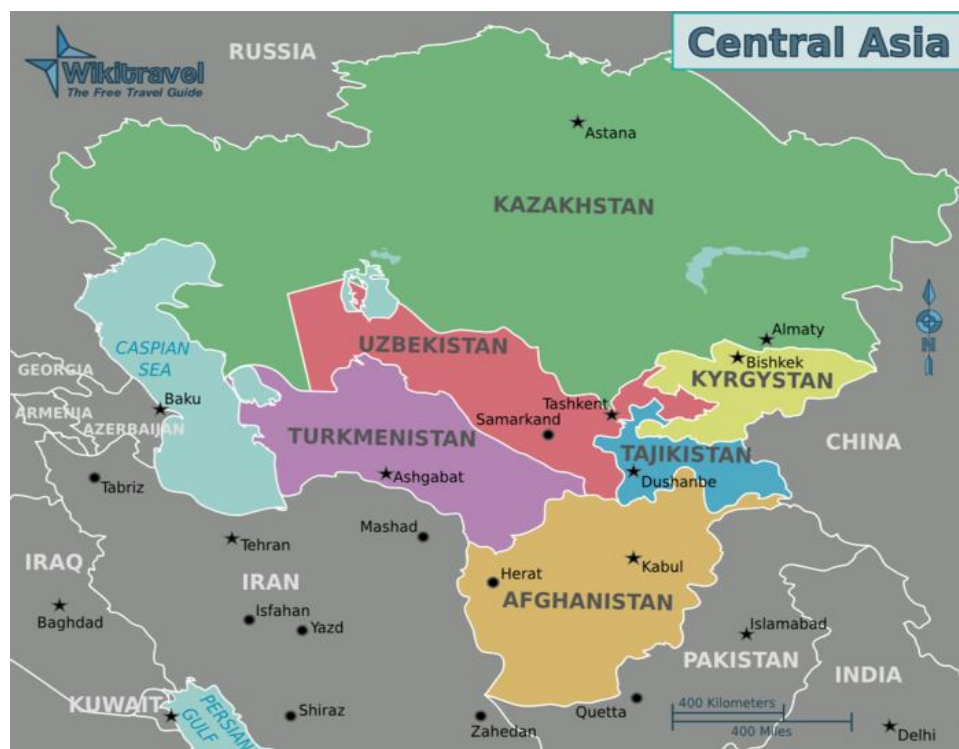 Central Asia
Wikitravel
The Free Travel Guide
RUSSIA
Astana
KAZAKHSTAN
Almaty
Bishkek
KYRGYSTAN
UZBEKISTAN
CASPIAN
SEA
GEORGIA
ARMENIA
Baku
AZERBAIJAN
Tashkent
Samarkand
TURKMENISTAN
TAJIKISTAN
CHINA
N
Tabriz
Ashgabat
Dushanbe
Mashad
Tehran
IRAQ
IRAN
Herat
Kabul
AFGHANISTAN
Baghdad
Isfahan
Yazd
Islamabad
PAKISTAN
INDIA
KUWAIT
PERSIAN
GULF
Shiraz
Zahedan
Quetta
400 Kilometers
400 Miles
Delhi